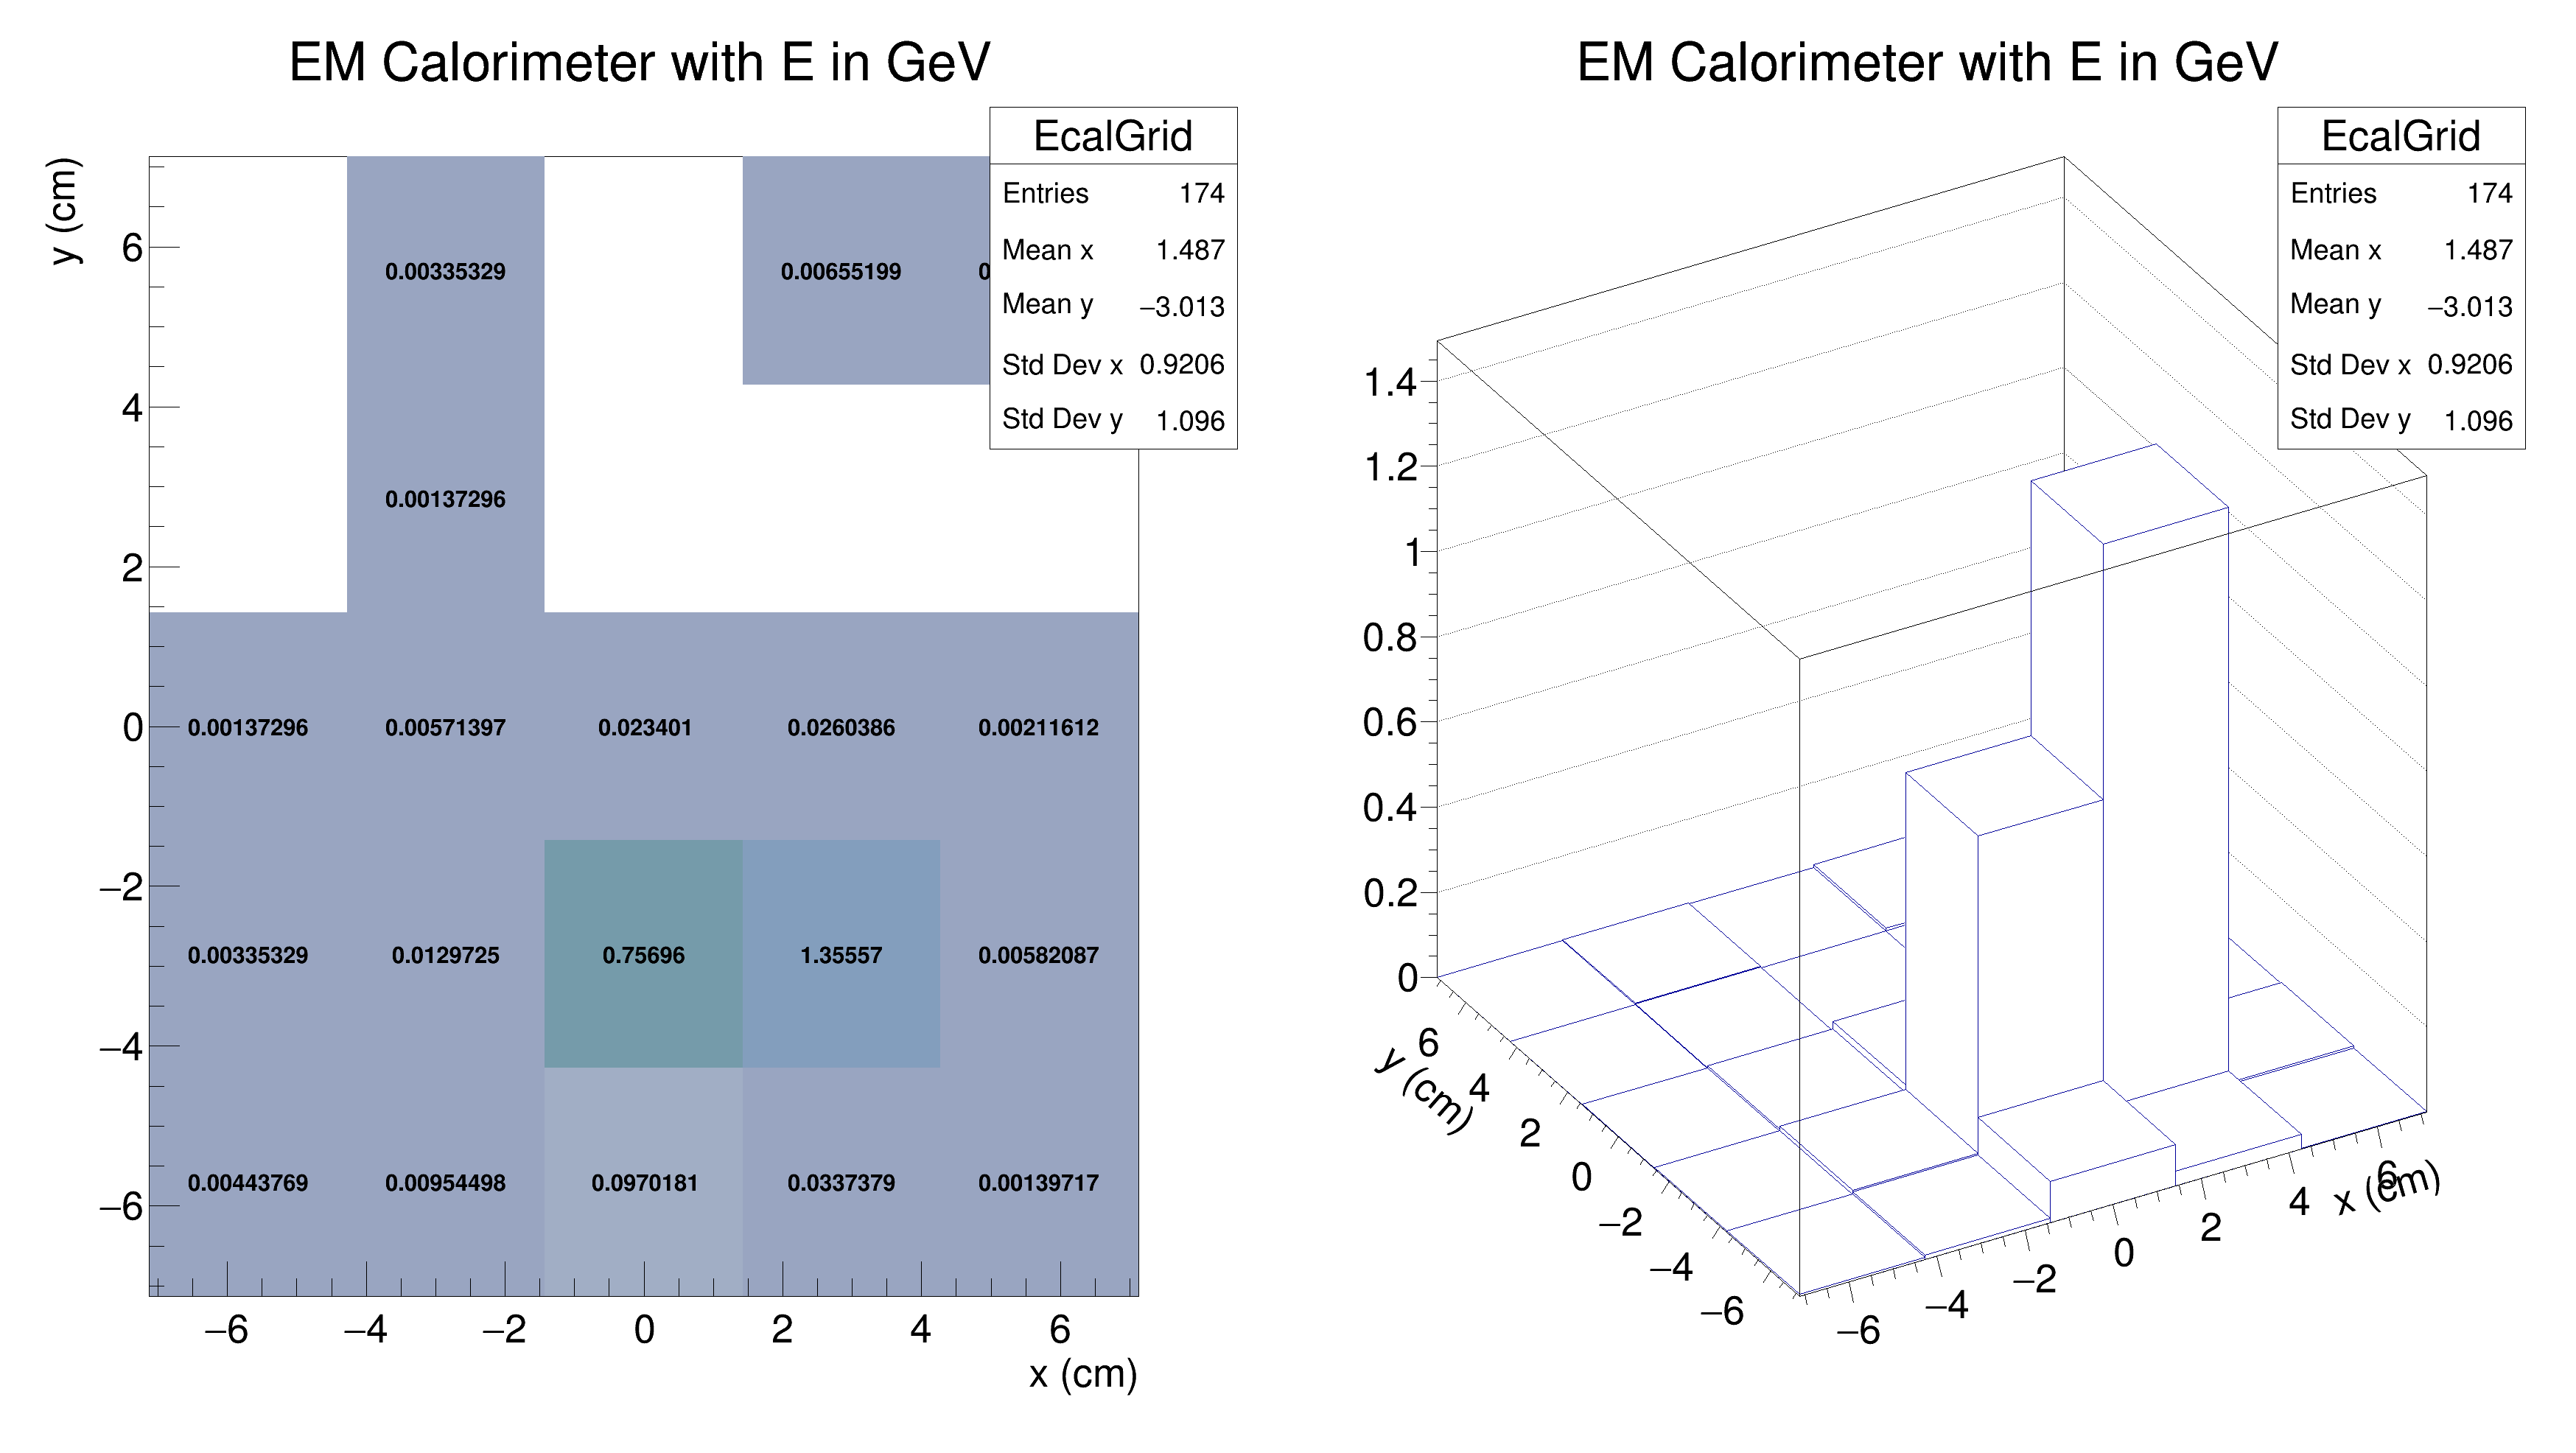 EM Calorimeter with E in GeV
EcalGrid
Entries 174
Mean x 1.487
Mean y −3.013
Std Dev x 0.9206
Std Dev y 1.096
y (cm)
6
4
2
0
−2
−4
−6
0.00335329 0.00655199
0.00137296
0.00137296 0.00571397 0.023401 0.0260386 0.00211612
0.00335329 0.0129725 0.75696 1.35557 0.00582087
0.00443769 0.00954498 0.0970181 0.0337379 0.00139717
−6 −4 −2 0 2 4 6
x (cm)
EM Calorimeter with E in GeV
EcalGrid
Entries 174
Mean x 1.487
Mean y −3.013
Std Dev x 0.9206
Std Dev y 1.096
1.4
1.2
1
0.8
0.6
0.4
0.2
0
y (cm)
6
4
2
0
−2
−4
−6
−6
−4
−2
0
2
4
6
x (cm)